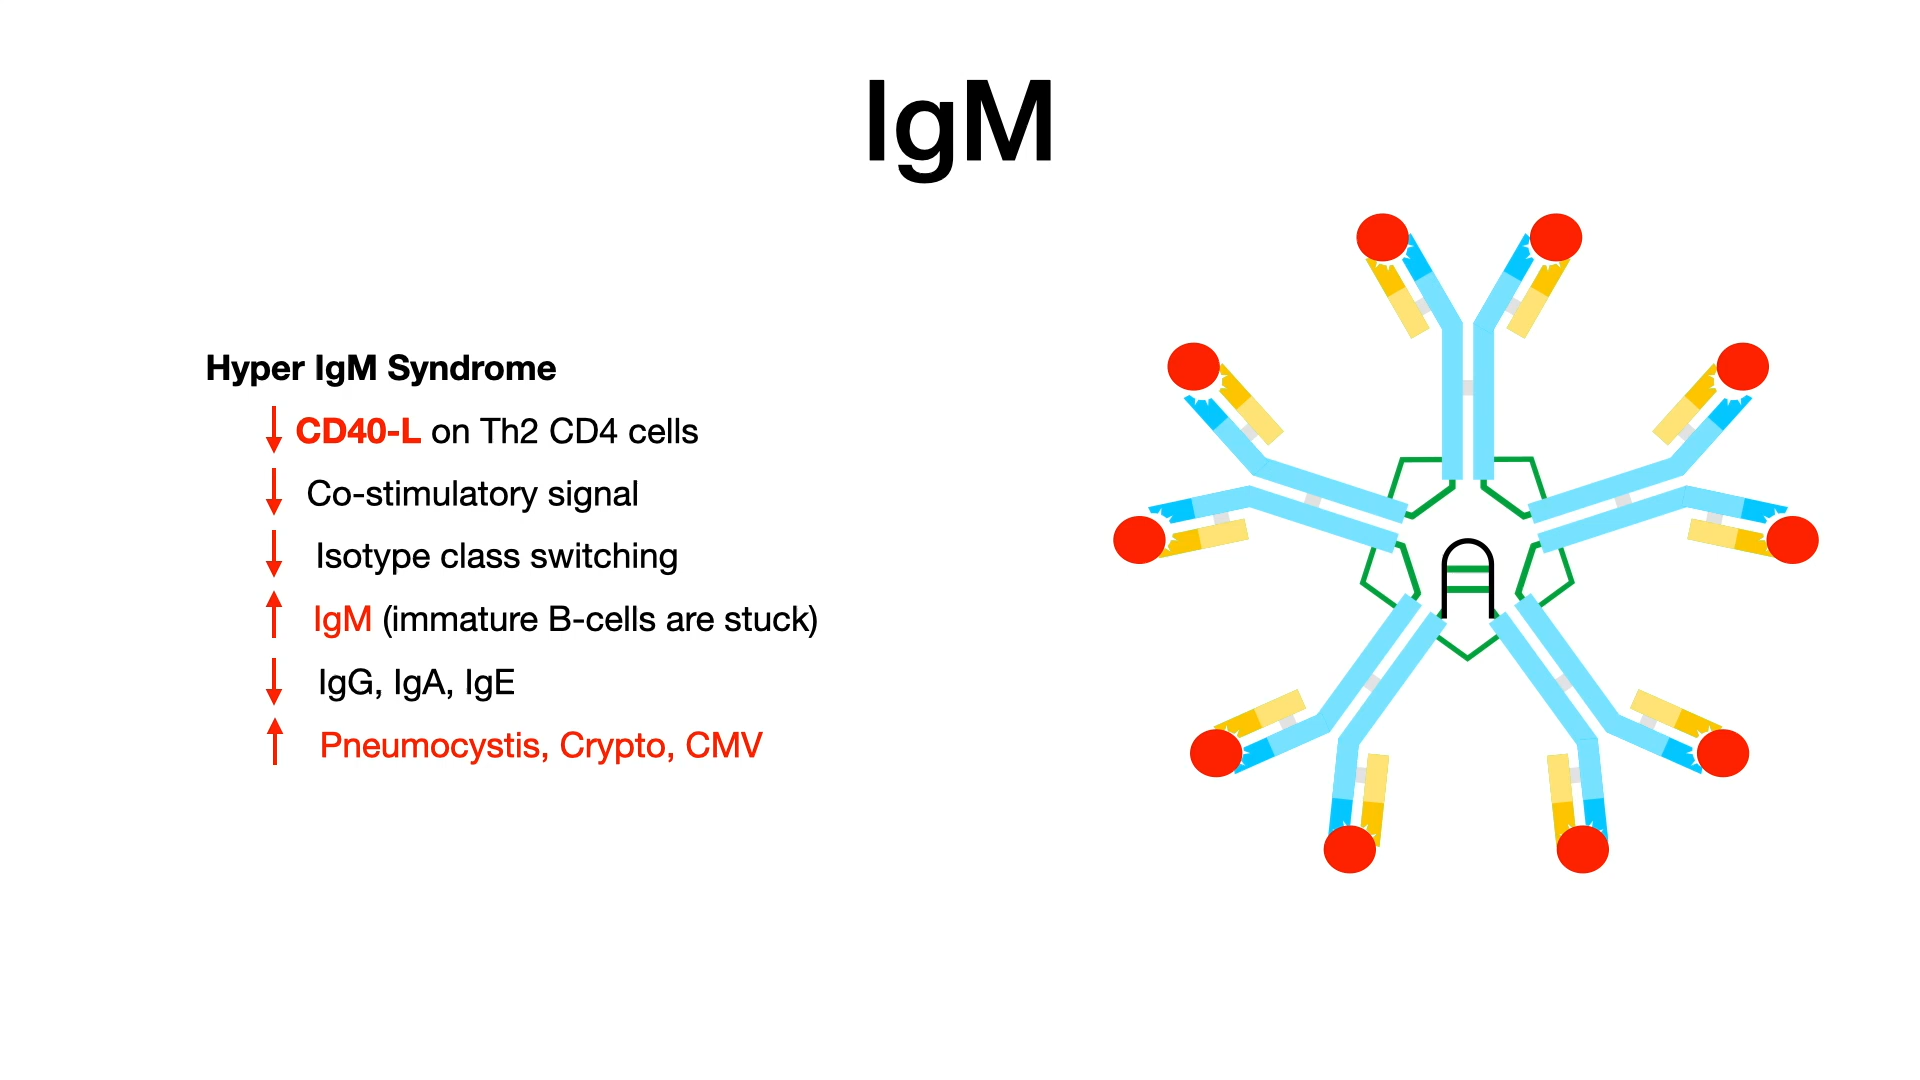 IgM
Hyper IgM Syndrome
CD40-L on Th2 CD4 cells
Co-stimulatory signal
Isotype class switching
IgM (immature B-cells are stuck)
IgG, IgA, IgE
Pneumocystis, Crypto, CMV